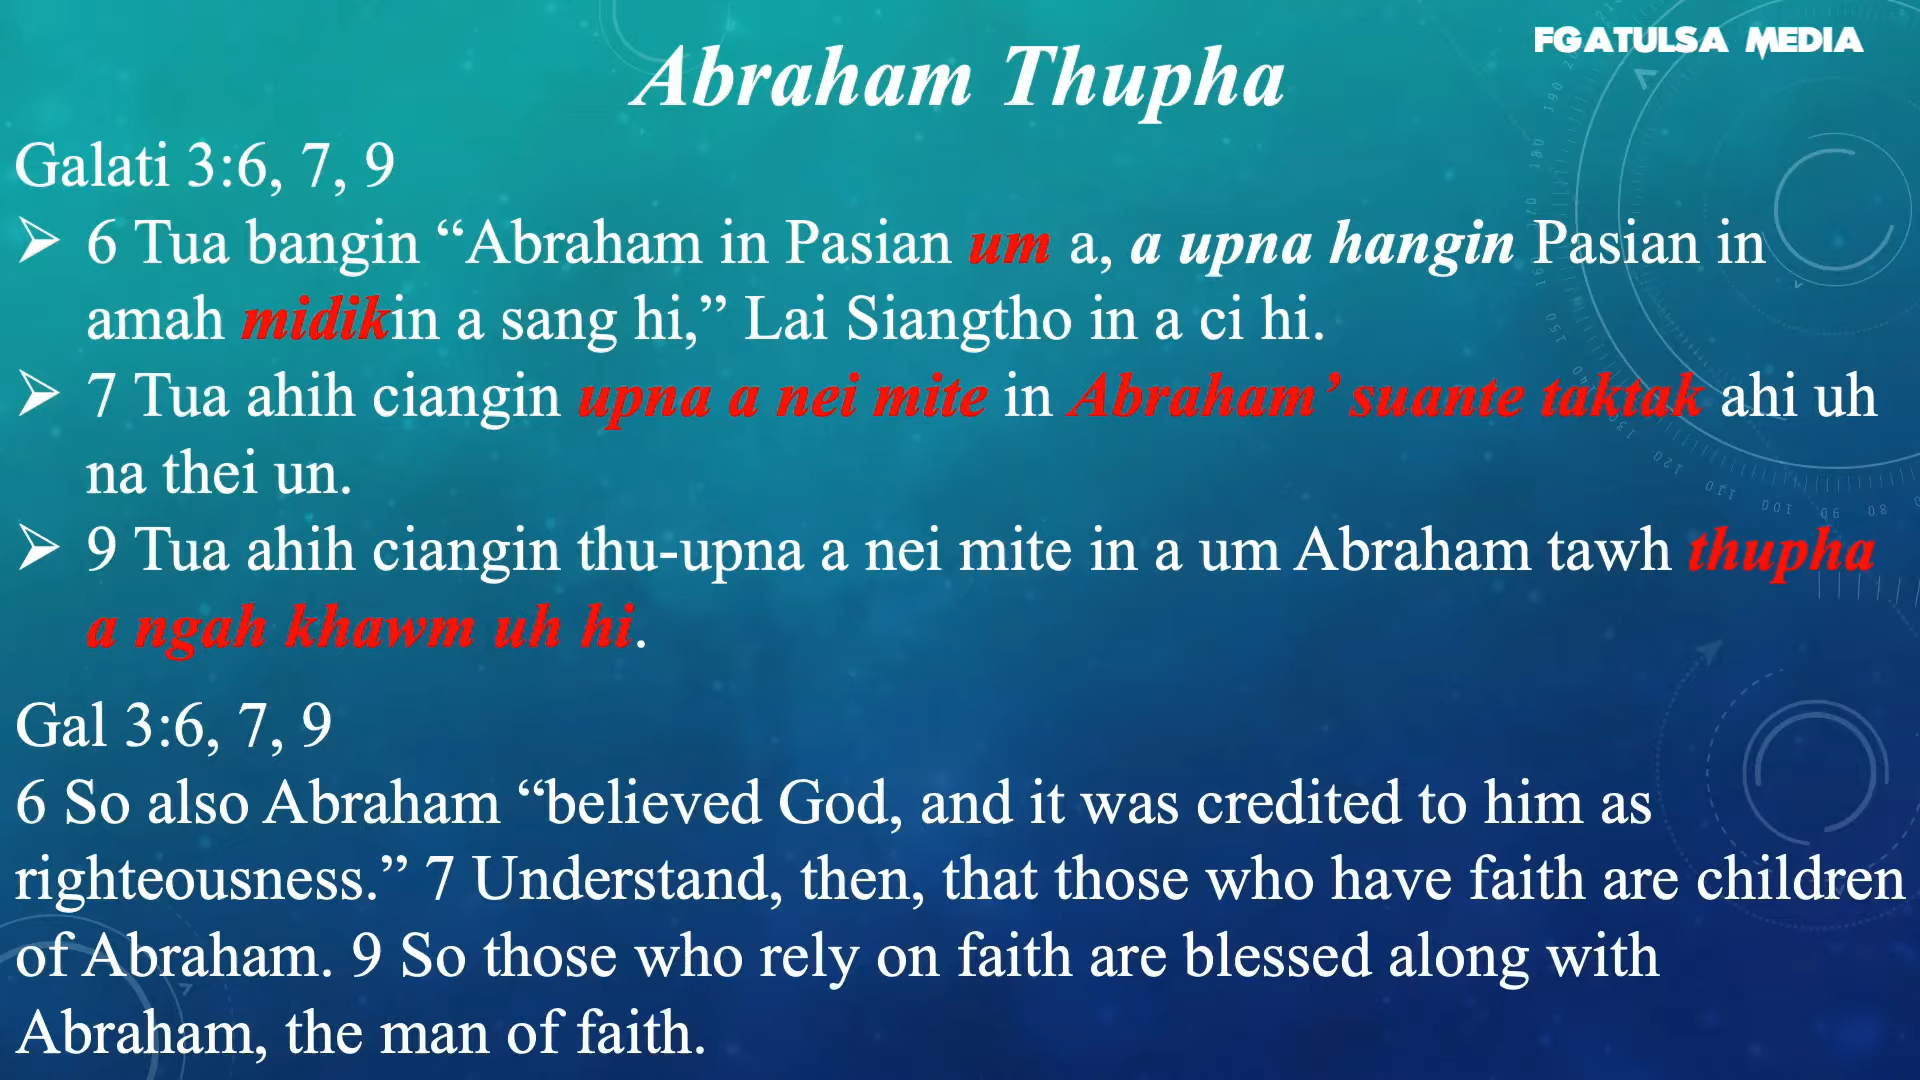 FGATULSA MEDIA
Abraham Thupha
Galati 3:6, 7, 9
➢ 6 Tua bangin “Abraham in Pasian um a, a upna hangin Pasian in
amah midikin a sang hi,” Lai Siangtho in a ci hi.
➢ 7 Tua ahih ciangin upna a nei mite in Abraham’ suante taktak ahi uh
na thei un.
➢ 9 Tua ahih ciangin thu-upna a nei mite in a um Abraham tawh thupha
a ngah khawm uh hi.
Gal 3:6, 7, 9
6 So also Abraham “believed God, and it was credited to him as
righteousness.” 7 Understand, then, that those who have faith are children
of Abraham. 9 So those who rely on faith are blessed along with
Abraham, the man of faith.